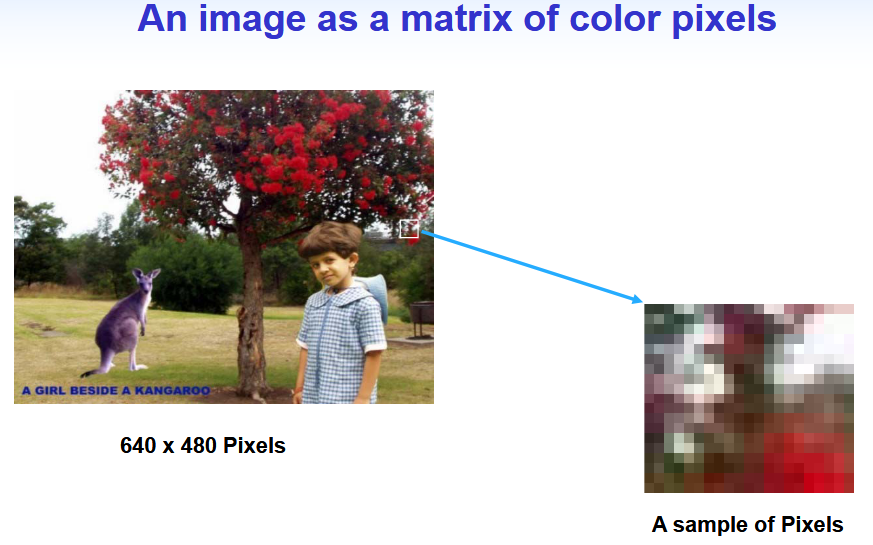 An image as a matrix of color pixels
A GIRL BESIDE A KANGAROO
640 x 480 Pixels
A sample of Pixels